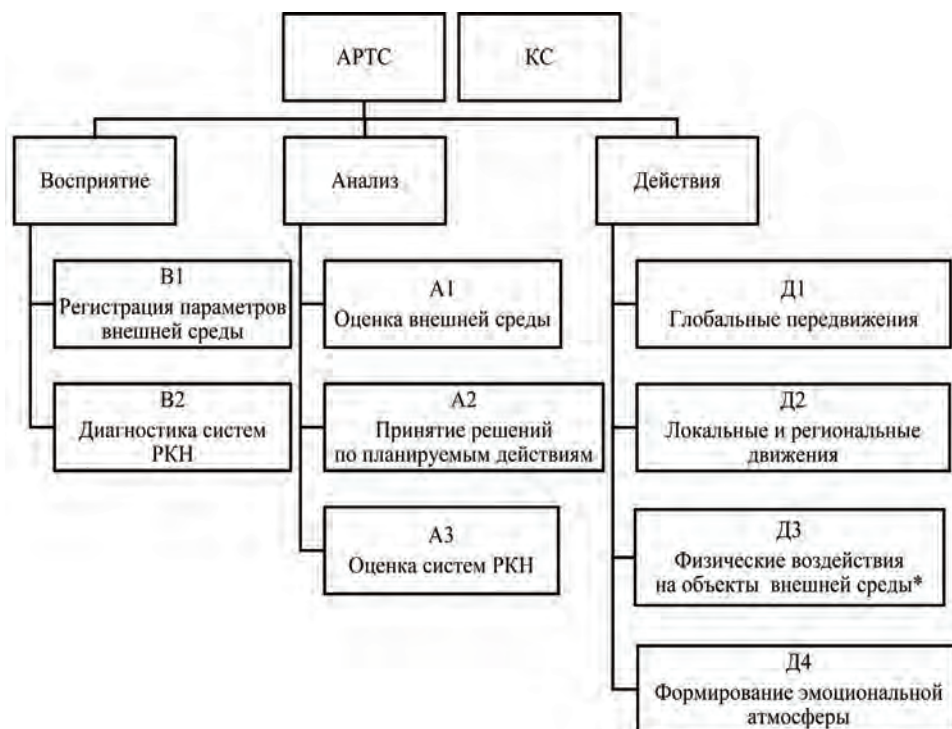 АРТС
КС
Восприятие
Анализ
Действия
В1
Регистрация параметров
внешней среды
В2
Диагностика систем
РКН
А1
Оценка внешней среды
А2
Принятие решений
по планируемым действиям
А3
Оценка систем РКН
Д1
Глобальные передвижения
Д2
Локальные и региональные
движения
Д3
Физические воздействия
на объекты внешней среды*
Д4
Формирование эмоциональной
атмосферы